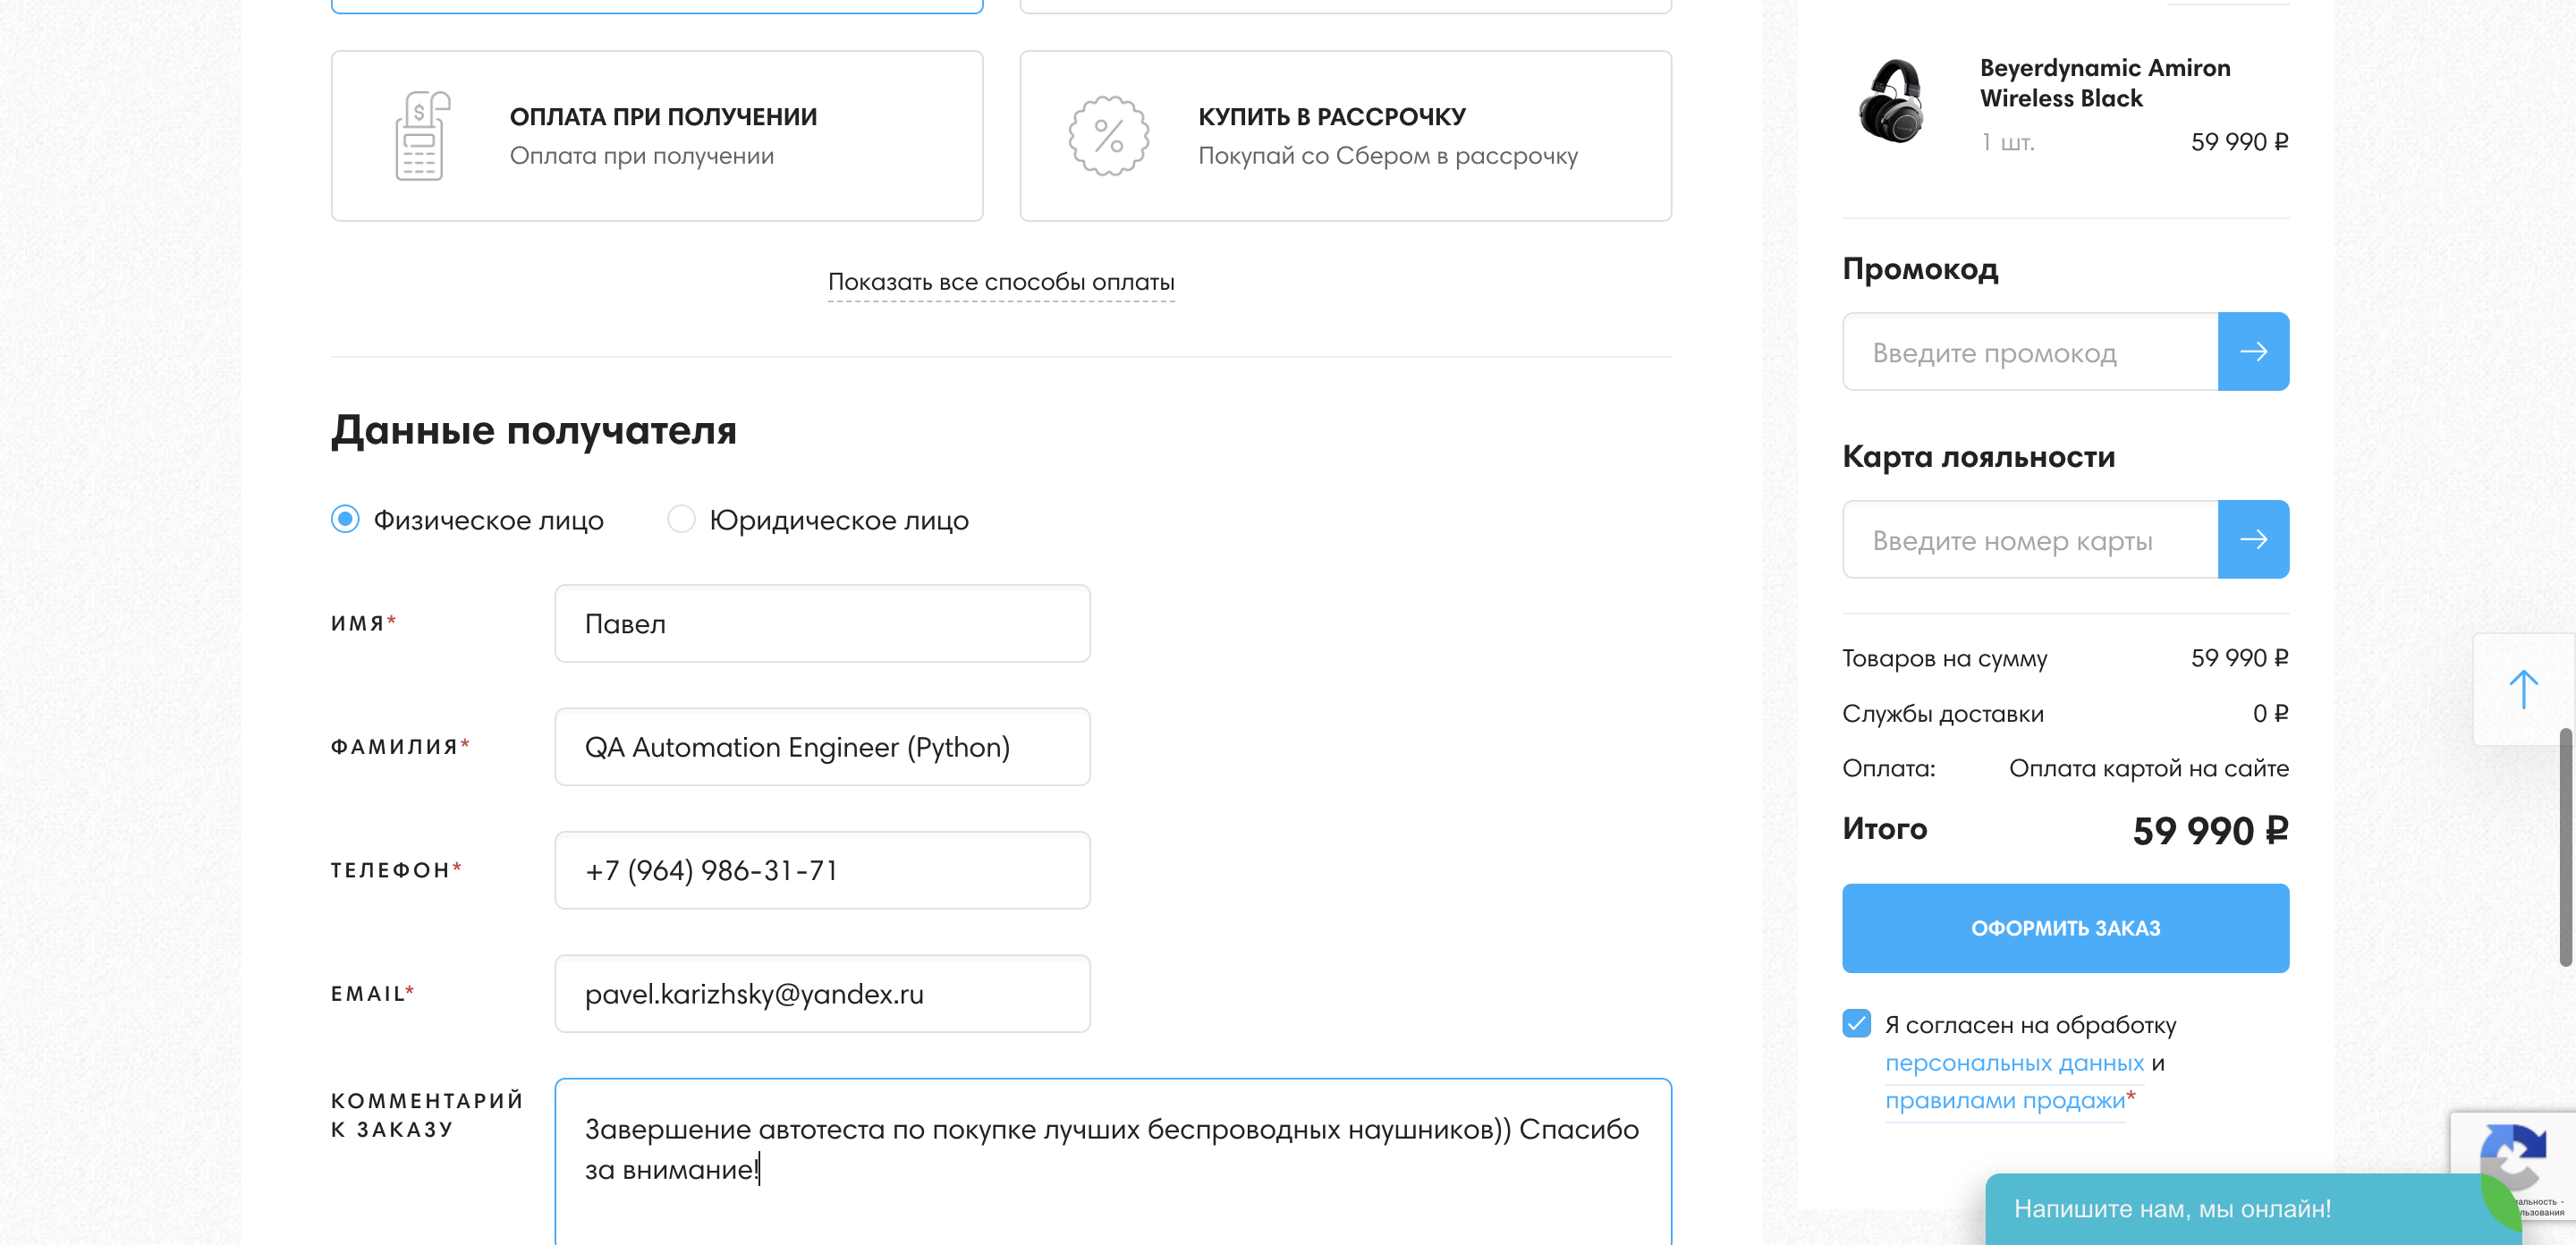 ОПЛАТА ПРИ ПОЛУЧЕНИИ
Оплата при получении
КУПИТЬ В РАССРОЧКУ
Покупай со Сбером в рассрочку
Показать все способы оплаты
Данные получателя
Физическое лицо
Юридическое лицо
ИМЯ*
Павел
ФАМИЛИЯ*
QA Automation Engineer (Python)
ТЕЛЕФОН*
+7 (964) 986-31-71
EMAIL*
pavel.karizhsky@yandex.ru
КОММЕНТАРИЙ
К ЗАКАЗУ
Завершение автотеста по покупке лучших беспроводных наушников)) Спасибо
за внимание!
Beyerdynamic Amiron
Wireless Black
1 шт.
59 990 ₽
Промокод
Введите промокод
Карта лояльности
Введите номер карты
Товаров на сумму
59 990 ₽
Службы доставки
0 ₽
Оплата:
Оплата картой на сайте
Итого
59 990 ₽
ОФОРМИТЬ ЗАКАЗ
Я согласен на обработку
персональных данных и
правилами продажи*
Напишите нам, мы онлайн!